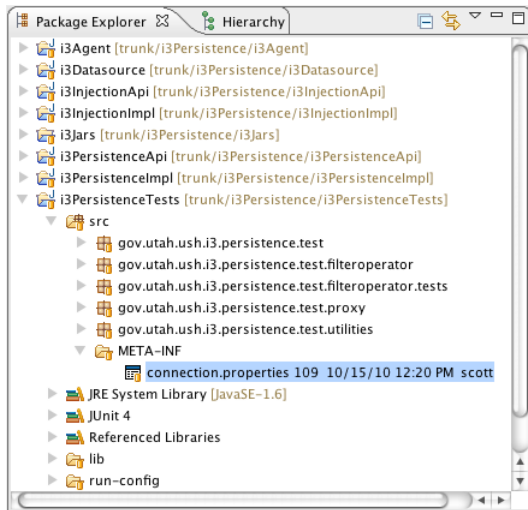 Package Explorer Hierarchy
i3Agent [trunk/i3Persistence/i3Agent]
i3Datasource [trunk/i3Persistence/i3Datasource]
i3InjectionApi [trunk/i3Persistence/i3InjectionApi]
i3InjectionImpl [trunk/i3Persistence/i3InjectionImpl]
i3Jars [trunk/i3Persistence/i3Jars]
i3PersistenceApi [trunk/i3Persistence/i3PersistenceApi]
i3PersistenceImpl [trunk/i3Persistence/i3PersistenceImpl]
i3PersistenceTests [trunk/i3Persistence/i3PersistenceTests]
src
gov.utah.ush.i3.persistence.test
gov.utah.ush.i3.persistence.test.filteroperator
gov.utah.ush.i3.persistence.test.filteroperator.tests
gov.utah.ush.i3.persistence.test.proxy
gov.utah.ush.i3.persistence.test.utilities
META-INF
connection.properties 109 10/15/10 12:20 PM scott
JRE System Library [JavaSE-1.6]
JUnit 4
Referenced Libraries
lib
run-config